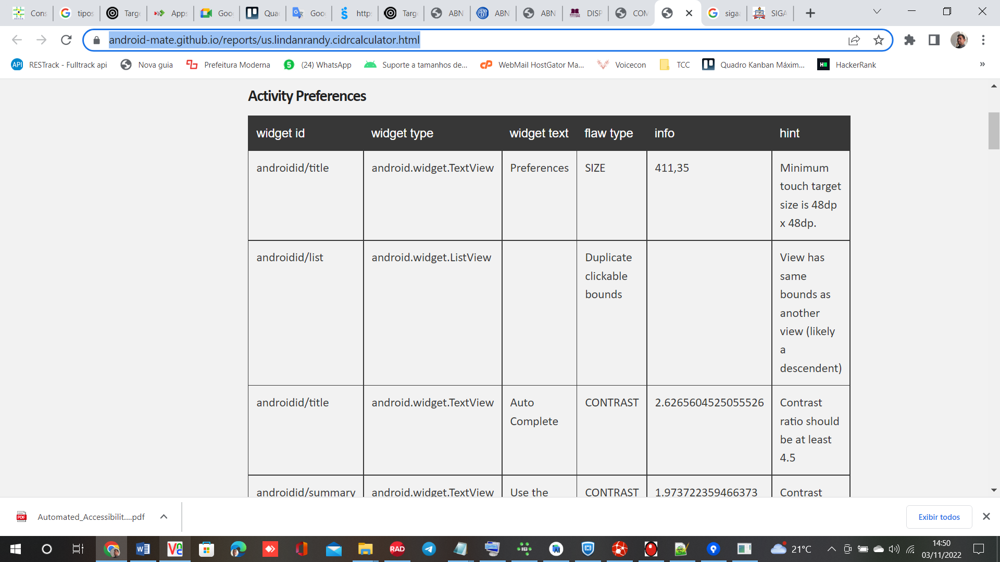 Cons
tipos
Targe
Apps
Goo
Qua
Goo
http
Targ
ABN
ABN
ABN
DISP
CON
siga
SIGA
android-mate.github.io/reports/us.lindanrandy.cidrcalculator.html
RESTrack - Fulltrack api
Nova guia
Prefeitura Moderna
(24) WhatsApp
Suporte a tamanhos de...
WebMail HostGator Ma...
Voicecon
TCC
Quadro Kanban Máxim...
HackerRank
»
Activity Preferences
widget id
widget type
widget text
flaw type
info
hint
androidid/title
android.widget.TextView
Preferences
SIZE
411,35
Minimum
touch target
size is 48dp
x 48dp.
androidid/list
android.widget.ListView
Duplicate
clickable
bounds
View has
same
bounds as
another
view (likely
a
descendent)
androidid/title
android.widget.TextView
Auto
Complete
CONTRAST
2.6265604525055526
Contrast
ratio should
be at least
4.5
androidid/summary
android.widget.TextView
Use the
CONTRAST
1.973722359466373
Contrast
Automated_Accessibilit....pdf
Exibir todos
21°C
14:50
03/11/2022